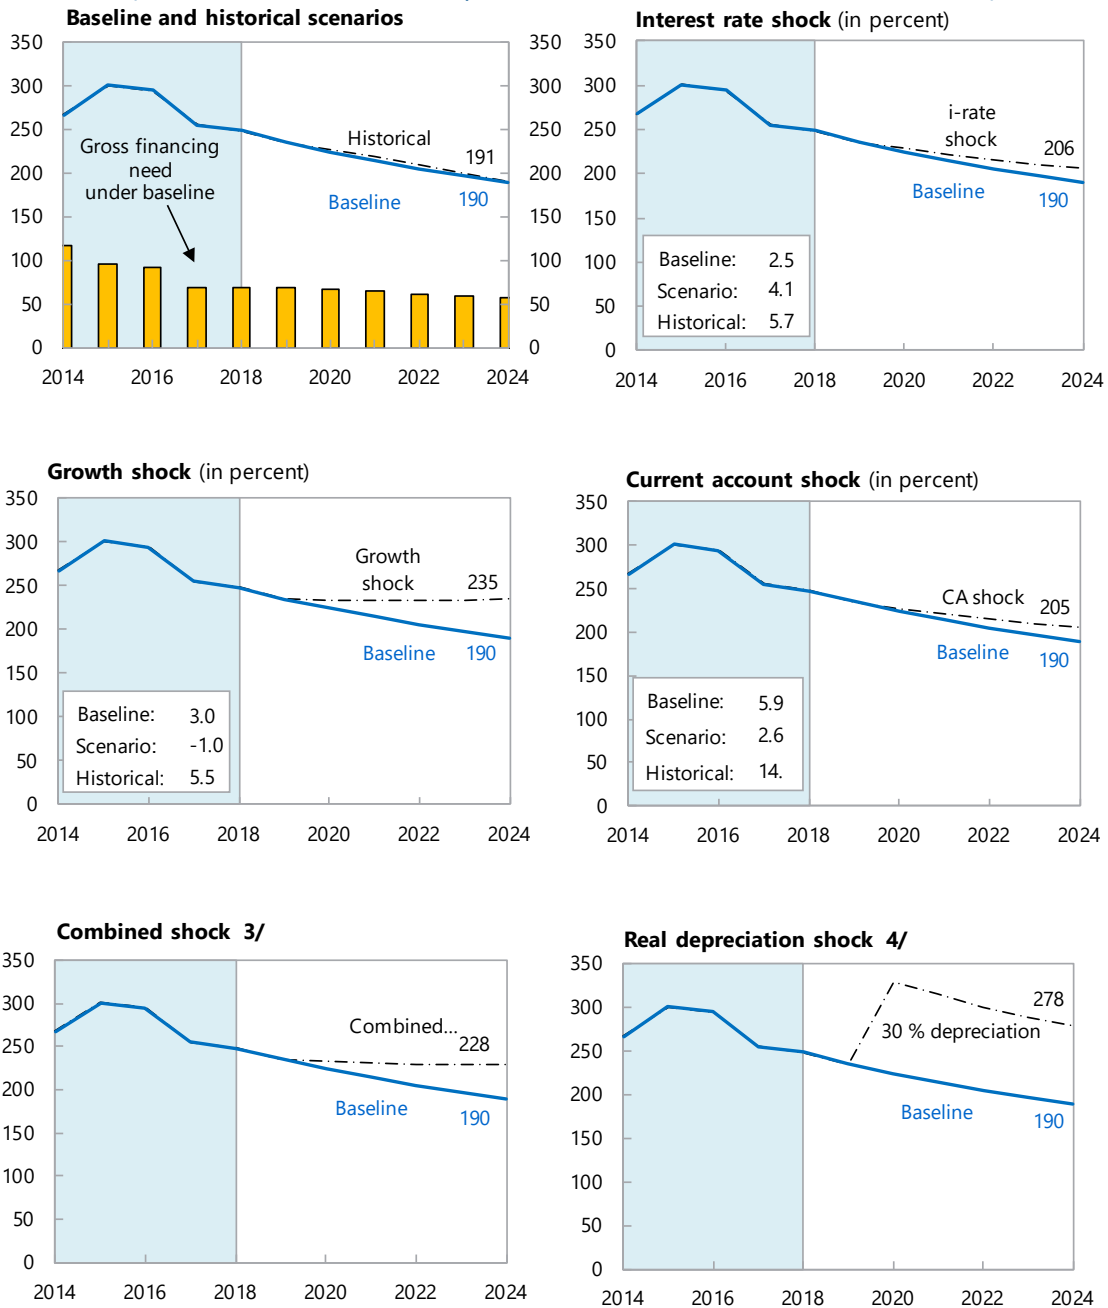 Baseline and historical scenarios
350 350
300 300
250 250
200 200
150 150
100 100
50 50
0 0
Historical
191
Gross financing
need
under baseline
Baseline
190
2014 2016 2018 2020 2022 2024
Interest rate shock (in percent)
350
300
250
200
150
100
50
0
i-rate
shock
206
Baseline
190
Baseline: 2.5
Scenario: 4.1
Historical: 5.7
2014 2016 2018 2020 2022 2024
Growth shock (in percent)
350
300
250
200
150
100
50
0
Growth
shock
235
Baseline 190
Baseline: 3.0
Scenario: -1.0
Historical: 5.5
2014 2016 2018 2020 2022 2024
Current account shock (in percent)
350
300
250
200
150
100
50
0
CA shock
205
Baseline
190
Baseline: 5.9
Scenario: 2.6
Historical: 14.
2014 2016 2018 2020 2022 2024
Combined shock 3/
350
300
250
200
150
100
50
0
Combined...
228
Baseline
190
2014 2016 2018 2020 2022 2024
Real depreciation shock 4/
350
300
250
200
150
100
50
0
278
30 % depreciation
Baseline
190
2014 2016 2018 2020 2022 2024